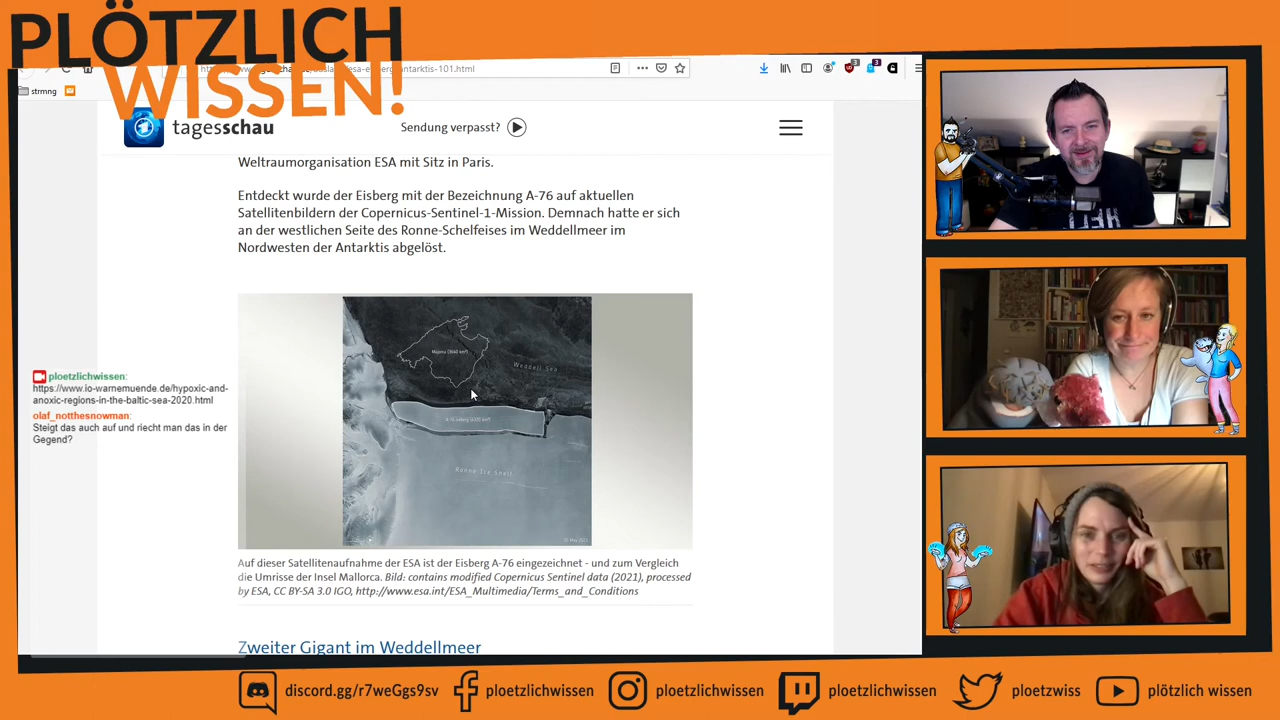 PLÖTZLICH
WISSEN!
antarktis-101.html
strmng
tagesschau
Sendung verpasst?
Weltraumorganisation ESA mit Sitz in Paris.
Entdeckt wurde der Eisberg mit der Bezeichnung A-76 auf aktuellen
Satellitenbildern der Copernicus-Sentinel-1-Mission. Demnach hatte er sich
an der westlichen Seite des Ronne-Schelfeises im Weddellmeer im
Nordwesten der Antarktis abgelöst.
Weddell Sea
Ronne Ice Shelf
Auf dieser Satellitenaufnahme der ESA ist der Eisberg A-76 eingezeichnet - und zum Vergleich
die Umrisse der Insel Mallorca. Bild: contains modified Copernicus Sentinel data (2021), processed
by ESA, CC BY-SA 3.0 IGO, http://www.esa.int/ESA_Multimedia/Terms_and_Conditions
Zweiter Gigant im Weddellmeer
ploetzlichwissen:
https://www.io-warnemuende.de/hypoxic-and-
anoxic-regions-in-the-baltic-sea-2020.html
olaf_notthesnowman:
Steigt das auch auf und riecht man das in der
Gegend?
discord.gg/r7weGgs9sv
ploetzlichwissen
ploetzlichwissen
ploetzlichwissen
ploetzwiss
plötzlich wissen